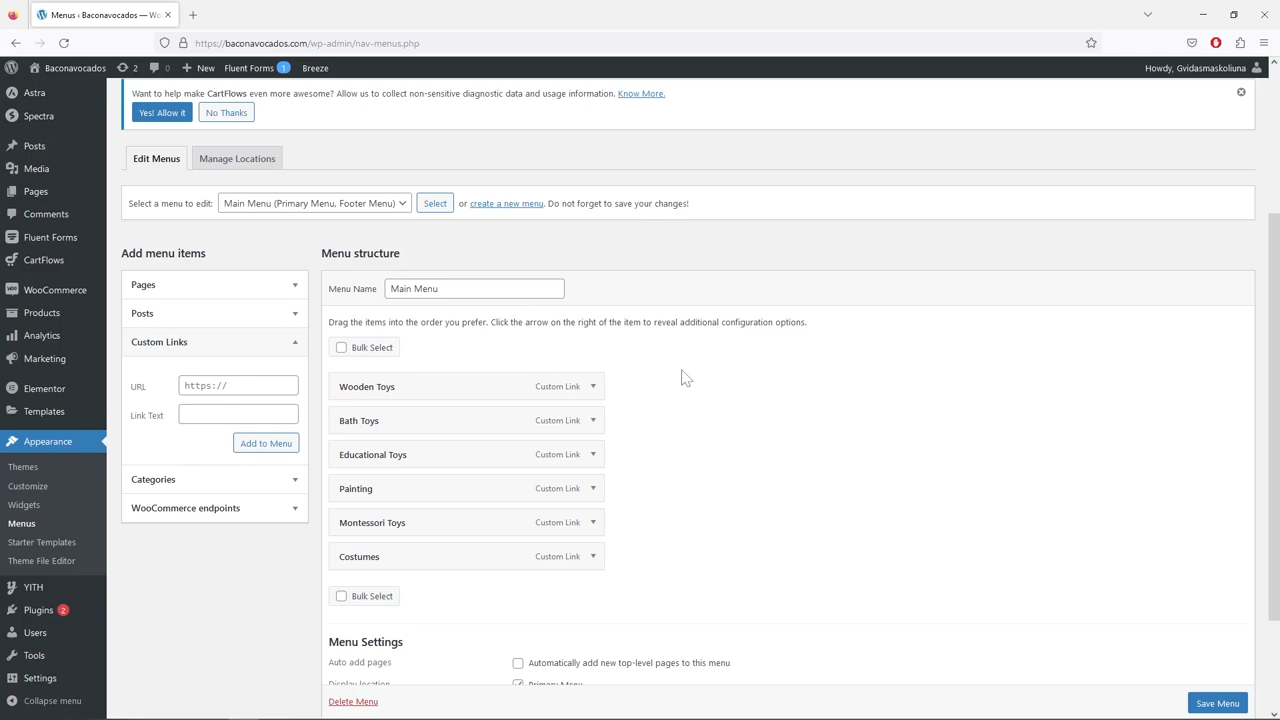 Menus ‹ Baconavocados — Wo
https://baconavocados.com/wp-admin/nav-menus.php
Baconavocados 2 0 New Fluent Forms 1 Breeze Howdy, Gvidasmaskoliuna
Astra
Spectra
Posts
Media
Pages
Comments
Fluent Forms
CartFlows
WooCommerce
Products
Analytics
Marketing
Elementor
Templates
Appearance
Themes
Customize
Widgets
Menus
Starter Templates
Theme File Editor
YITH
Plugins 2
Users
Tools
Settings
Collapse menu
Want to help make CartFlows even more awesome? Allow us to collect non-sensitive diagnostic data and usage information. Know More.
Yes! Allow it No Thanks
Edit Menus Manage Locations
Select a menu to edit: Main Menu (Primary Menu, Footer Menu) Select or create a new menu. Do not forget to save your changes!
Add menu items
Pages
Posts
Custom Links
URL https://
Link Text
Add to Menu
Categories
WooCommerce endpoints
Menu structure
Menu Name Main Menu
Drag the items into the order you prefer. Click the arrow on the right of the item to reveal additional configuration options.
Bulk Select
Wooden Toys Custom Link
Bath Toys Custom Link
Educational Toys Custom Link
Painting Custom Link
Montessori Toys Custom Link
Costumes Custom Link
Bulk Select
Menu Settings
Auto add pages Automatically add new top-level pages to this menu
Display location Primary Menu
Delete Menu Save Menu